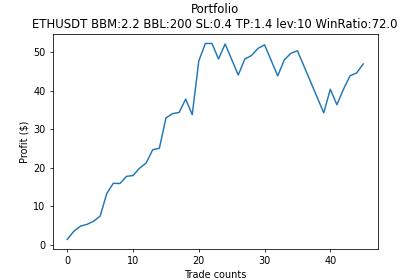 Portfolio
ETHUSDT BBM:2.2 BBL:200 SL:0.4 TP:1.4 lev:10 WinRatio:72.0
50
40
30
20
10
0
Profit ($)
0
10
20
30
40
Trade counts